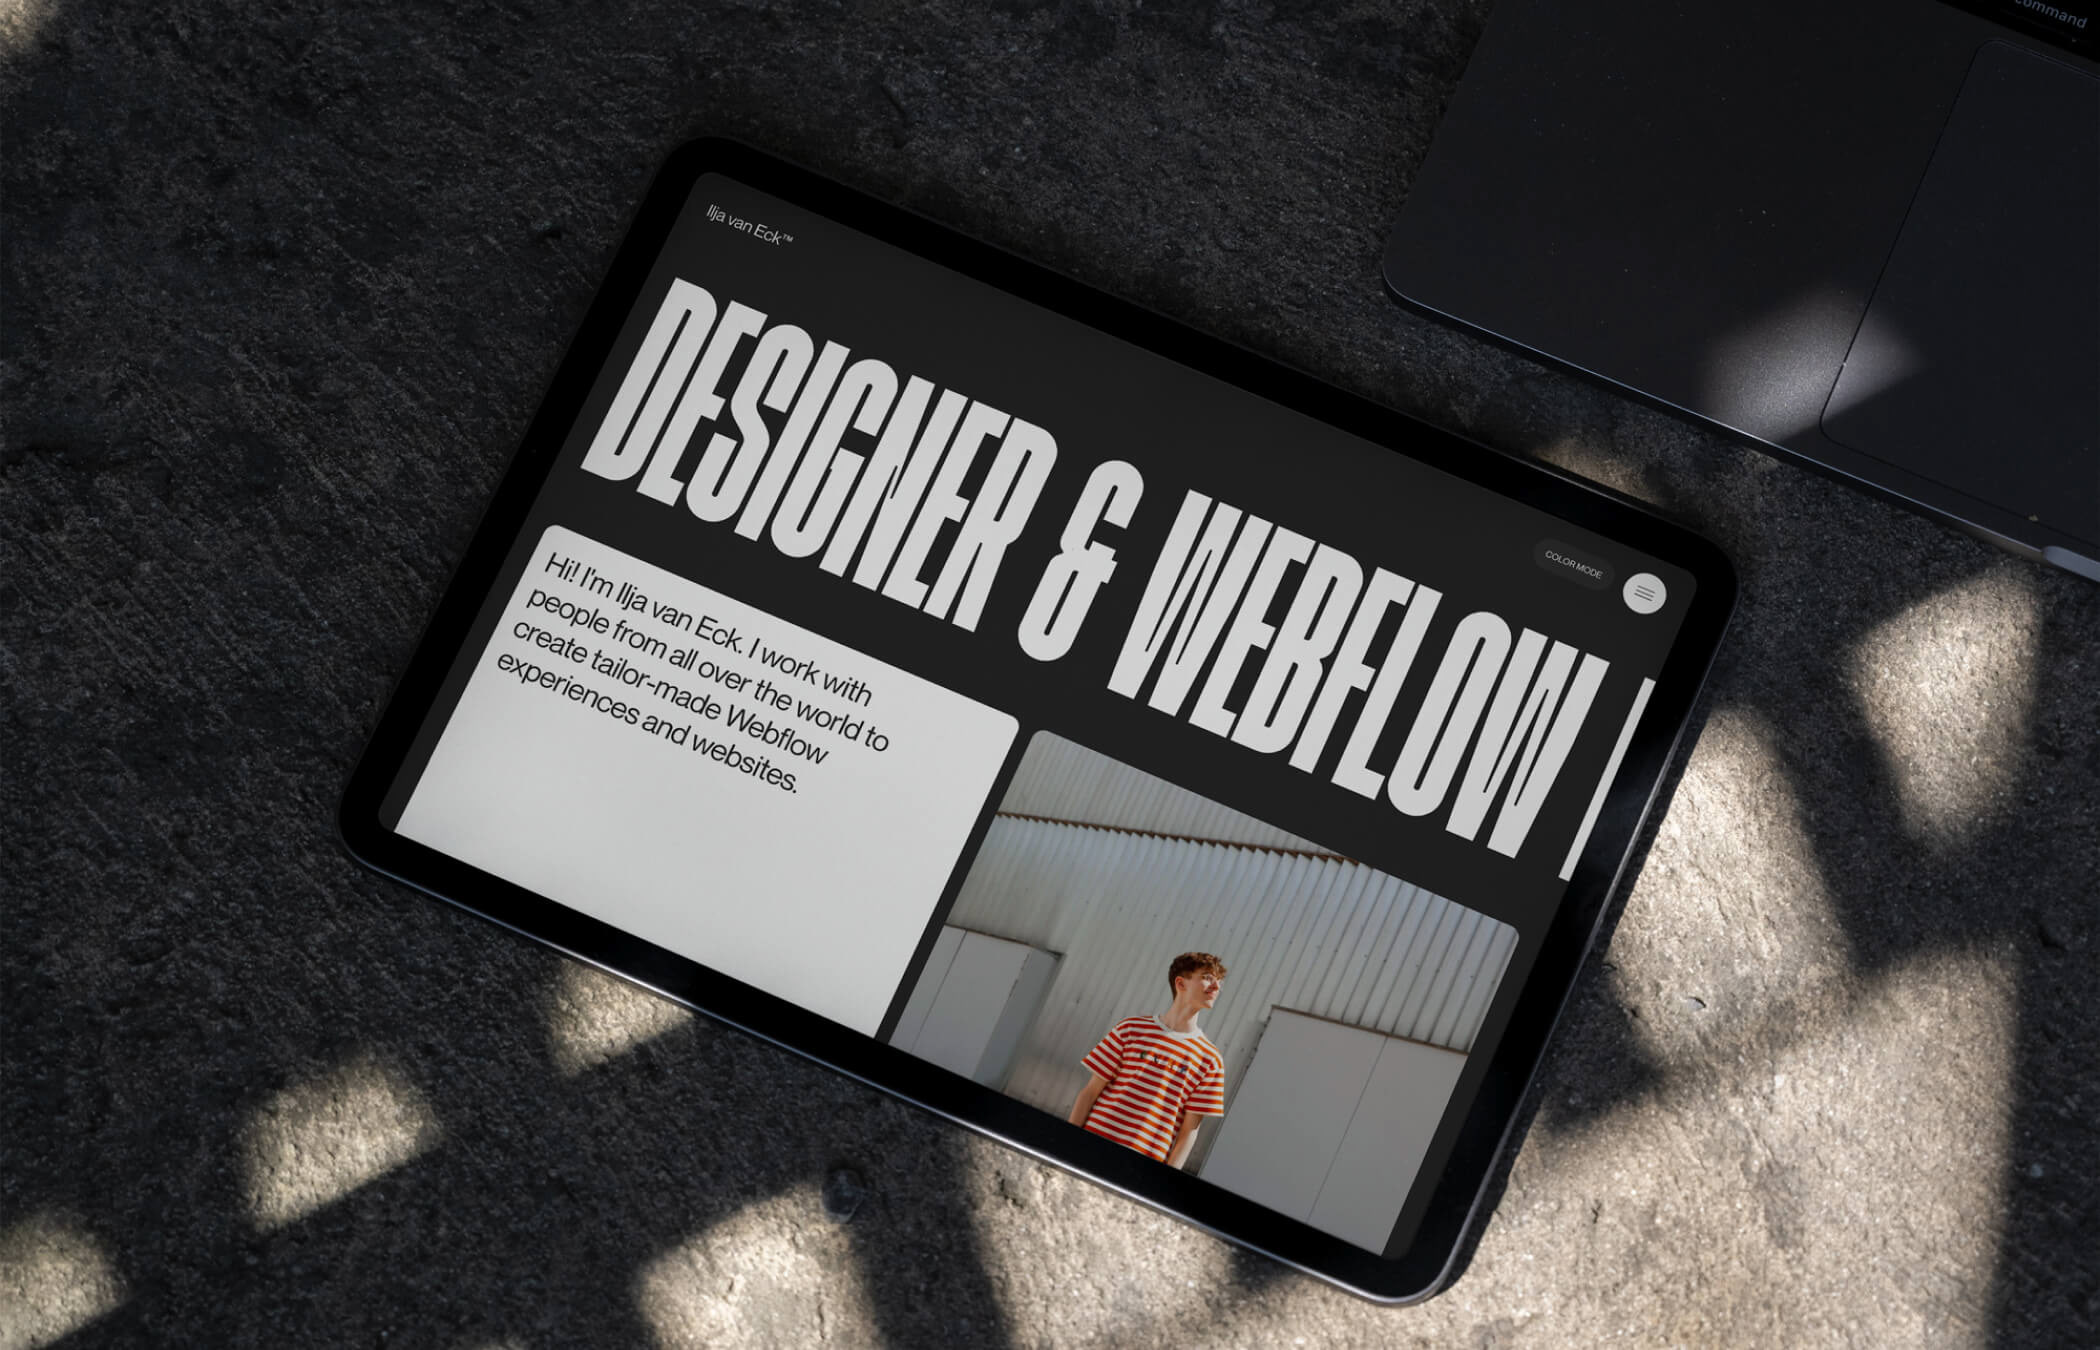 command
Ilja van Eck™
DESIGNER & WEBFLOW
COLOR MODE
Hi! I'm Ilja van Eck. I work with
people from all over the world to
create tailor-made Webflow
experiences and websites.